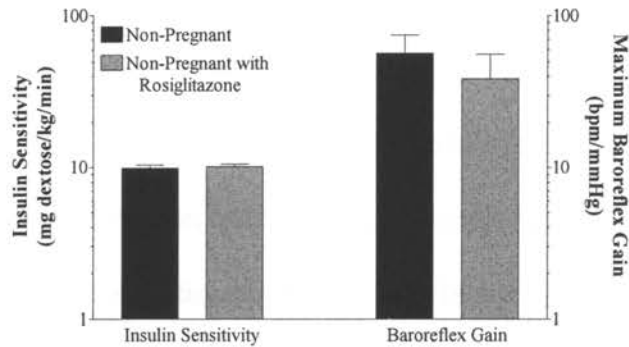 100
10
1
Insulin Sensitivity
(mg dextose/kg/min)
Non-Pregnant
Non-Pregnant with
Rosiglitazone
100
10
1
Maximum Baroreflex
Gain
(bpm/mmHg)
Insulin Sensitivity
Baroreflex Gain